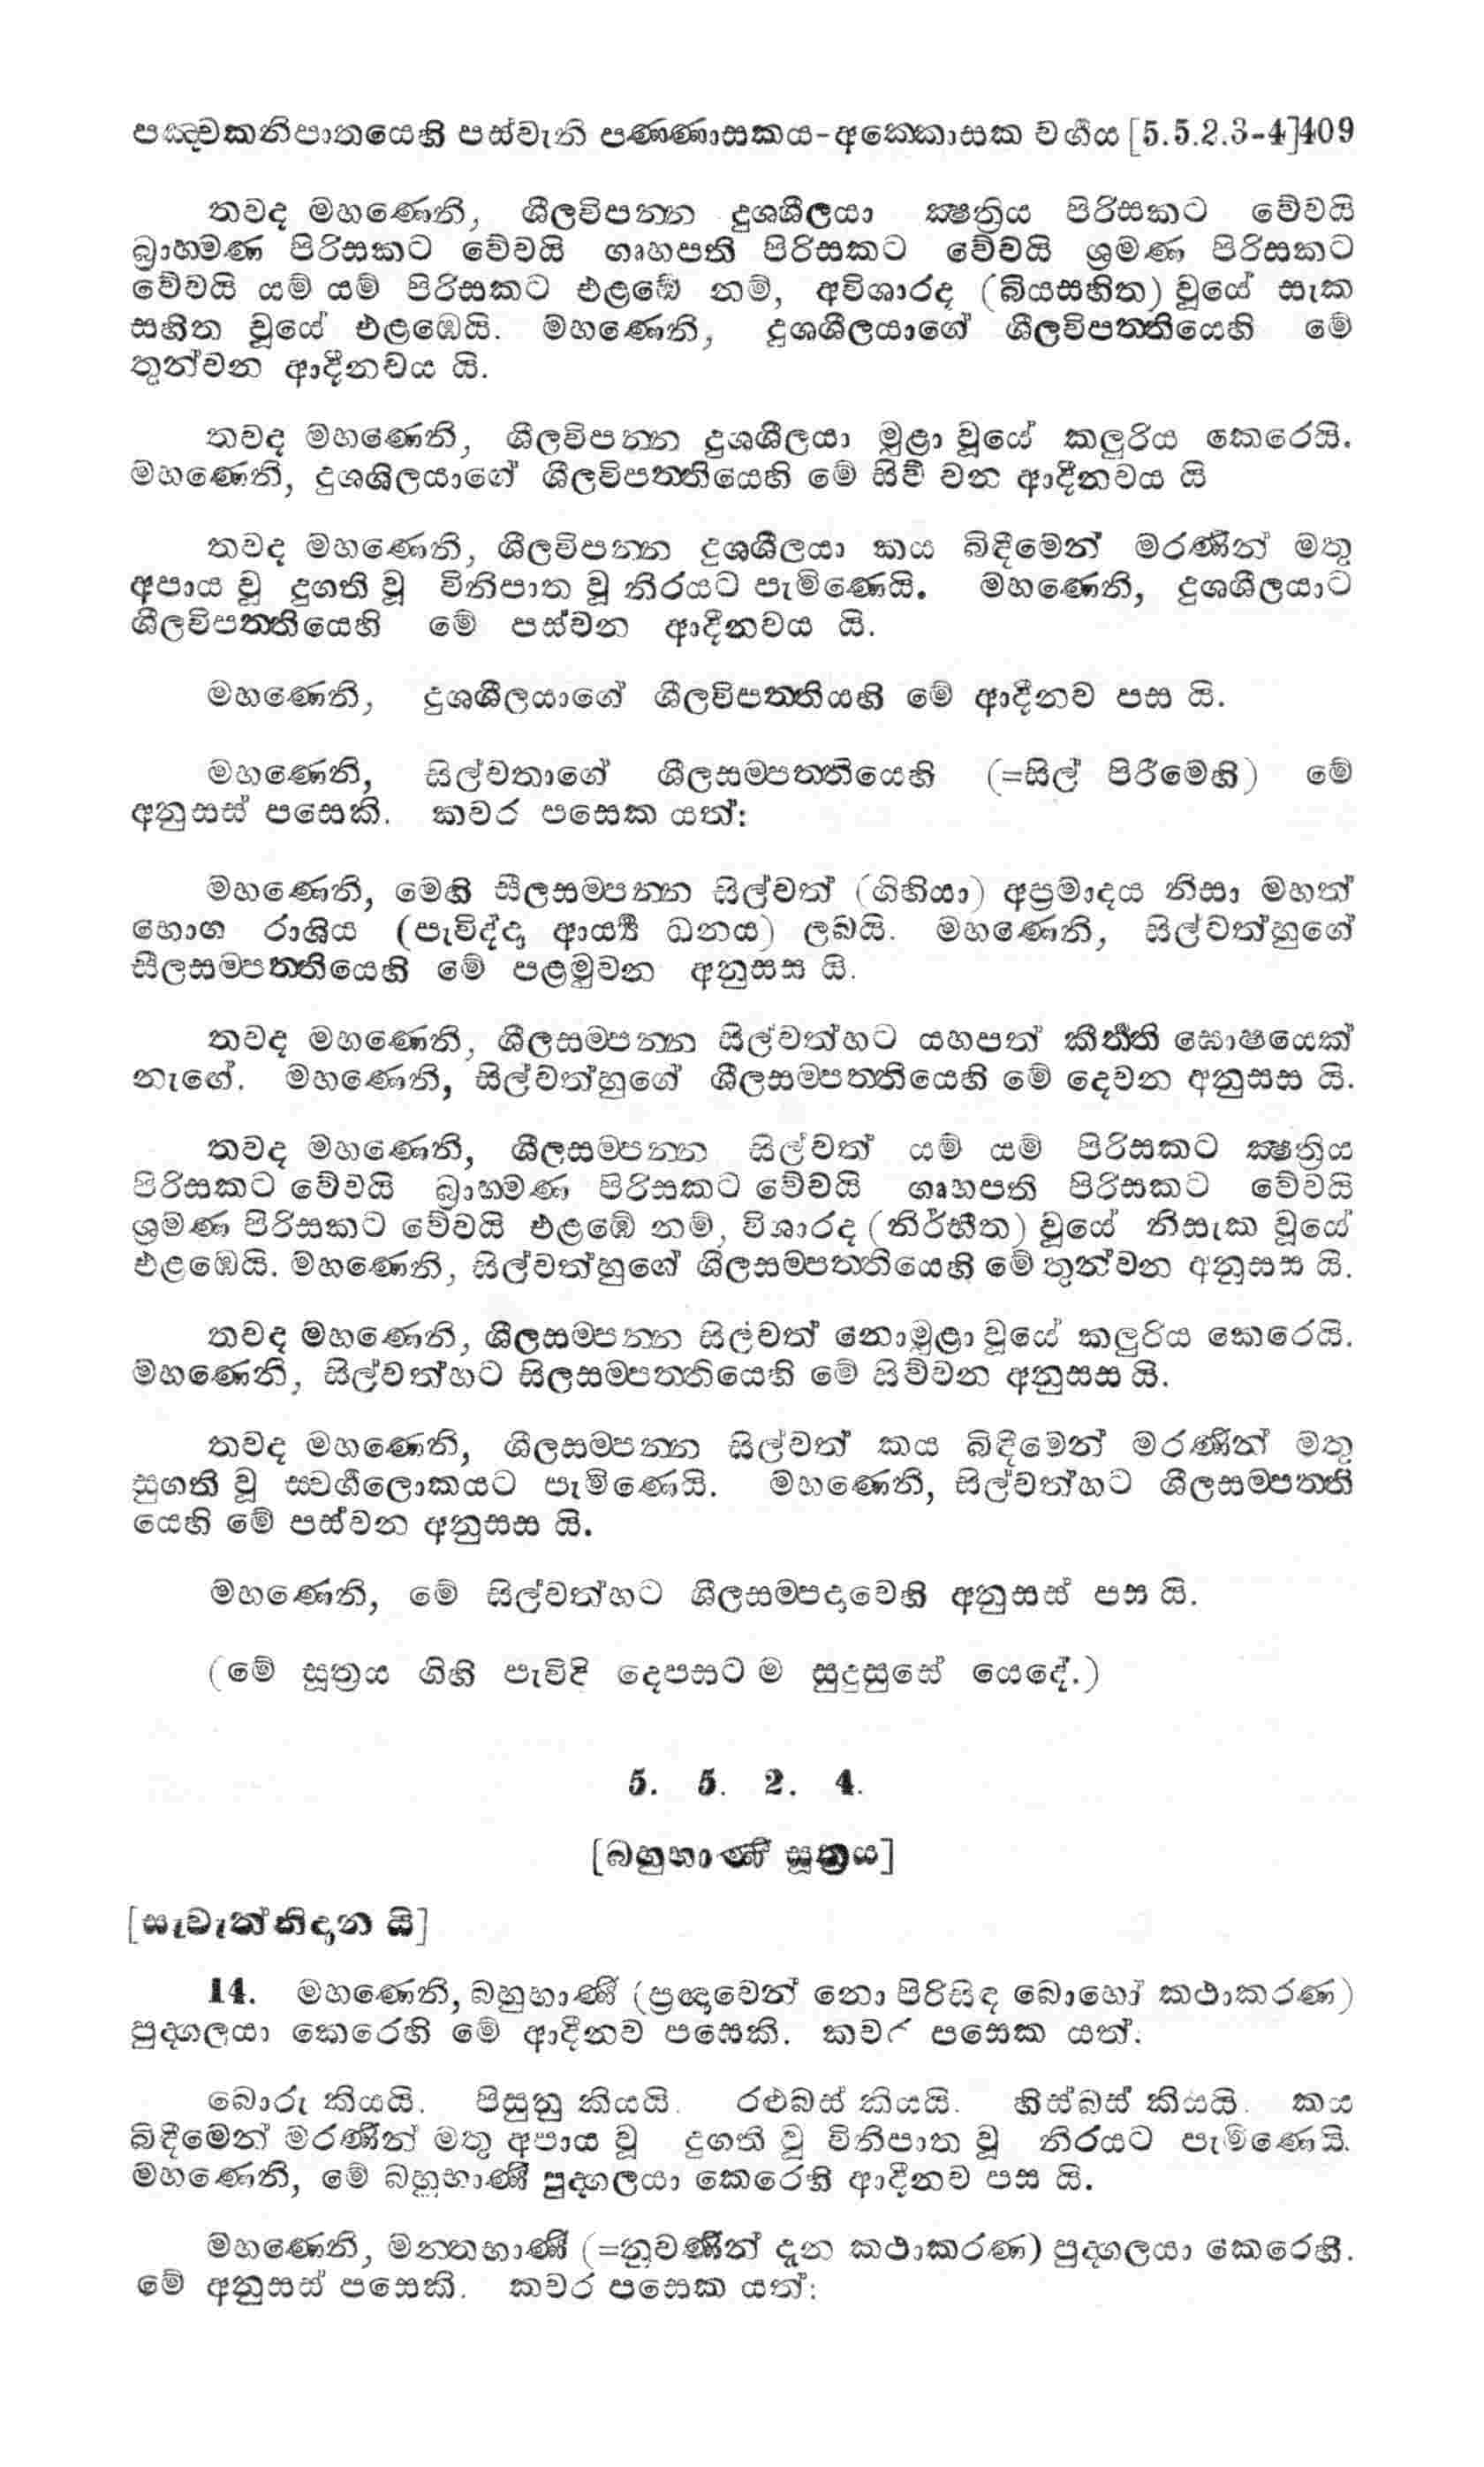 පඤ්චකනිපාතයෙහි පස්වැනි පණ්ණාසකය-අක්කොසක වර්ගය [5.5.2.3-4]409
තවද මහණෙනි, ශීලවිපන්න දුශශීලයා ක්ෂත්‍රිය පිරිසකට වේවයි
බ්‍රාහමණ පිරිසකට වේවයි ගෘහපති පිරිසකට වේවයි ශ්‍රමණ පිරිසකට
වේවයි යම් යම් පිරිසකට එළඹේ නම්, අවිශාරද (බියසහිත) වූයේ සැක
සහිත වූයේ එළඹෙයි. මහණෙනි, දුශශීලයාගේ ශීලවිපත්තියෙහි මේ
තුන්වන ආදීනවය යි.
තවද මහණෙනි, ශීලවිපන්න දුශශීලයා මුළා වූයේ කලුරිය කෙරෙයි.
මහණෙනි, දුශශිලයාගේ ශීලවිපත්තියෙහි මේ සිව් වන ආදීනවය යි
තවද මහණෙනි, ශීලවිපන්න දුශශීලයා කය බිඳීමෙන් මරණින් මතු
අපාය වූ දුගති වූ විනිපාත වූ නිරයට පැමිණෙයි. මහණෙනි, දුශශීලයාට
ශීලවිපත්තියෙහි මේ පස්වන ආදීනවය යි.
මහණෙනි, දුශශීලයාගේ ශීලවිපත්තියහි මේ ආදීනව පස යි.
මහණෙනි, සිල්වතාගේ ශීලසම්පත්තියෙහි (=සිල් පිරීමෙහි) මේ
අනුසස් පසෙකි. කවර පසෙක යත්:
මහණෙනි, මෙහි සීලසම්පන්න සිල්වත් (ගිහියා) අප්‍රමාදය නිසා මහත්
භොග රාශිය (පැවිද්දා ආර්ය්‍ය ධනය) ලබයි. මහණෙනි, සිල්වත්හුගේ
සීලසම්පත්තියෙහි මේ පළමුවන අනුසස යි.
තවද මහණෙනි, ශීලසම්පන්න සිල්වත්හට යහපත් කීර්ත්ති ඝොෂයෙක්
නැගේ. මහණෙනි, සිල්වත්හුගේ ශීලසම්පත්තියෙහි මේ දෙවන අනුසස යි.
තවද මහණෙනි, ශීලසම්පන්න සිල්වත් යම් යම් පිරිසකට ක්ෂත්‍රිය
පිරිසකට වේවයි බ්‍රාහමණ පිරිසකට වේවයි ගෘහපති පිරිසකට වේවයි
ශ්‍රමණ පිරිසකට වේවයි එළඹේ නම්, විශාරද (නිර්භීත) වූයේ නිසැක වූයේ
එළඹෙයි. මහණෙනි, සිල්වත්හුගේ ශීලසම්පත්තියෙහි මේ තුන්වන අනුසස යි.
තවද මහණෙනි, ශීලසම්පන්න සිල්වත් නොමුළා වූයේ කලුරිය කෙරෙයි.
මහණෙනි, සිල්වත්හට සිලසම්පත්තියෙහි මේ සිව්වන අනුසස යි.
තවද මහණෙනි, ශීලසම්පන්න සිල්වත් කය බිඳීමෙන් මරණින් මතු
සුගති වූ ස්වර්ගලොකයට පැමිණෙයි. මහණෙනි, සිල්වත්හට ශීලසම්පත්ති
යෙහි මේ පස්වන අනුසස යි.
මහණෙනි, මේ සිල්වත්හට ශීලසම්පදාවෙහි අනුසස් පස යි.
(මේ සූත්‍රය ගිහි පැවිදි දෙපසට ම සුදුසුසේ යෙදේ.)
5. 5. 2. 4.
[බහුභාණී සූත්‍රය]
[සැවැත්නිදාන යි]
14. මහණෙනි, බහුභාණී (ප්‍රඥාවෙන් නො පිරිසිඳ බොහෝ කථාකරණ)
පුද්ගලයා කෙරෙහි මේ ආදීනව පසෙකි. කවර පසෙක යත්.
බොරු කියයි. පිසුනු කියයි. රළුබස් කියයි. හිස්බස් කියයි. කය
බිඳීමෙන් මරණින් මතු අපාය වූ දුගති වූ විනිපාත වූ නිරයට පැමිණෙයි.
මහණෙනි, මේ බහුභාණී පුද්ගලයා කෙරෙහි ආදීනව පස යි.
මහණෙනි, මන්තභාණී (=නුවණින් දැන කථාකරණ) පුද්ගලයා කෙරෙහි.
මේ අනුසස් පසෙකි. කවර පසෙක යත්: